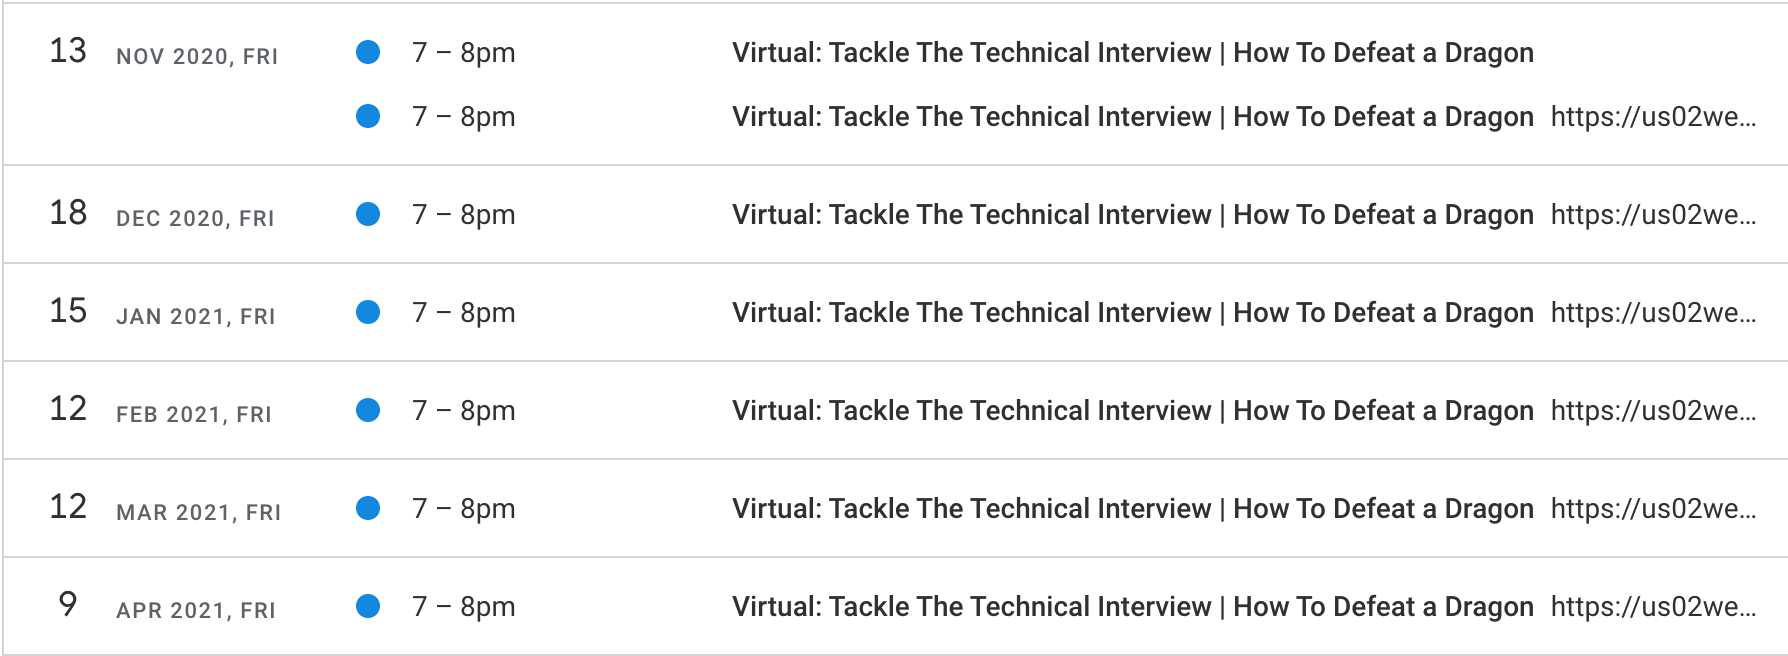 13 NOV 2020, FRI 7 – 8pm Virtual: Tackle The Technical Interview | How To Defeat a Dragon
7 – 8pm Virtual: Tackle The Technical Interview | How To Defeat a Dragon https://us02we...
18 DEC 2020, FRI 7 – 8pm Virtual: Tackle The Technical Interview | How To Defeat a Dragon https://us02we...
15 JAN 2021, FRI 7 – 8pm Virtual: Tackle The Technical Interview | How To Defeat a Dragon https://us02we...
12 FEB 2021, FRI 7 – 8pm Virtual: Tackle The Technical Interview | How To Defeat a Dragon https://us02we...
12 MAR 2021, FRI 7 – 8pm Virtual: Tackle The Technical Interview | How To Defeat a Dragon https://us02we...
9 APR 2021, FRI 7 – 8pm Virtual: Tackle The Technical Interview | How To Defeat a Dragon https://us02we...